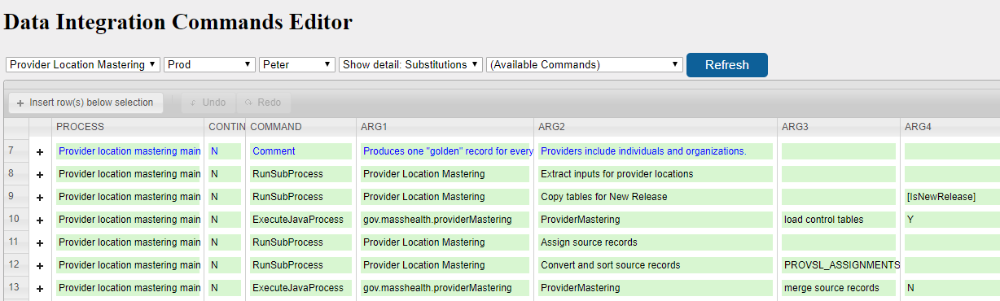 Data Integration Commands Editor
Provider Location Mastering Prod Peter Show detail: Substitutions (Available Commands) Refresh
+ Insert row(s) below selection Undo Redo
PROCESS CONTIN COMMAND ARG1 ARG2 ARG3 ARG4
7 + Provider location mastering main N Comment Produces one "golden" record for every Providers include individuals and organizations.
8 + Provider location mastering main N RunSubProcess Provider Location Mastering Extract inputs for provider locations
9 + Provider location mastering main N RunSubProcess Provider Location Mastering Copy tables for New Release [IsNewRelease]
10 + Provider location mastering main N ExecuteJavaProcess gov.masshealth.providerMastering ProviderMastering load control tables Y
11 + Provider location mastering main N RunSubProcess Provider Location Mastering Assign source records
12 + Provider location mastering main N RunSubProcess Provider Location Mastering Convert and sort source records PROVSL_ASSIGNMENTS
13 + Provider location mastering main N ExecuteJavaProcess gov.masshealth.providerMastering ProviderMastering merge source records N